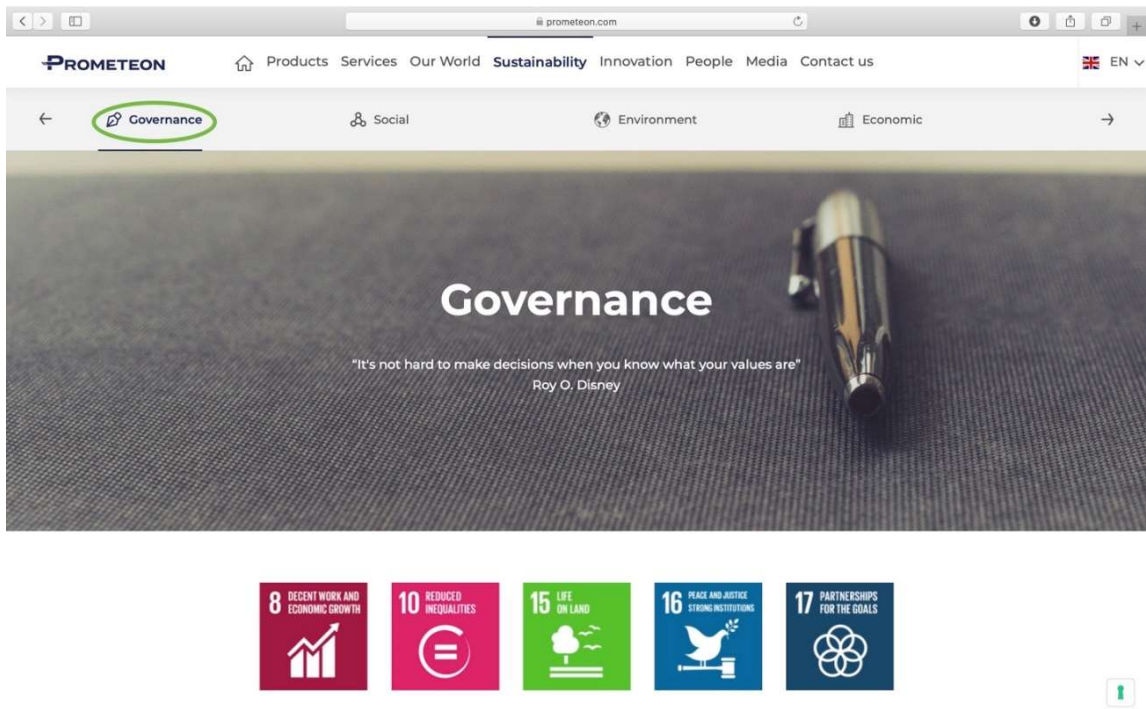 prometeon.com
PROMETEON Products Services Our World Sustainability Innovation People Media Contact us EN
Governance Social Environment Economic
Governance
“It's not hard to make decisions when you know what your values are”
Roy O. Disney
8 DECENT WORK AND ECONOMIC GROWTH
10 REDUCED INEQUALITIES
15 LIFE ON LAND
16 PEACE AND JUSTICE STRONG INSTITUTIONS
17 PARTNERSHIPS FOR THE GOALS